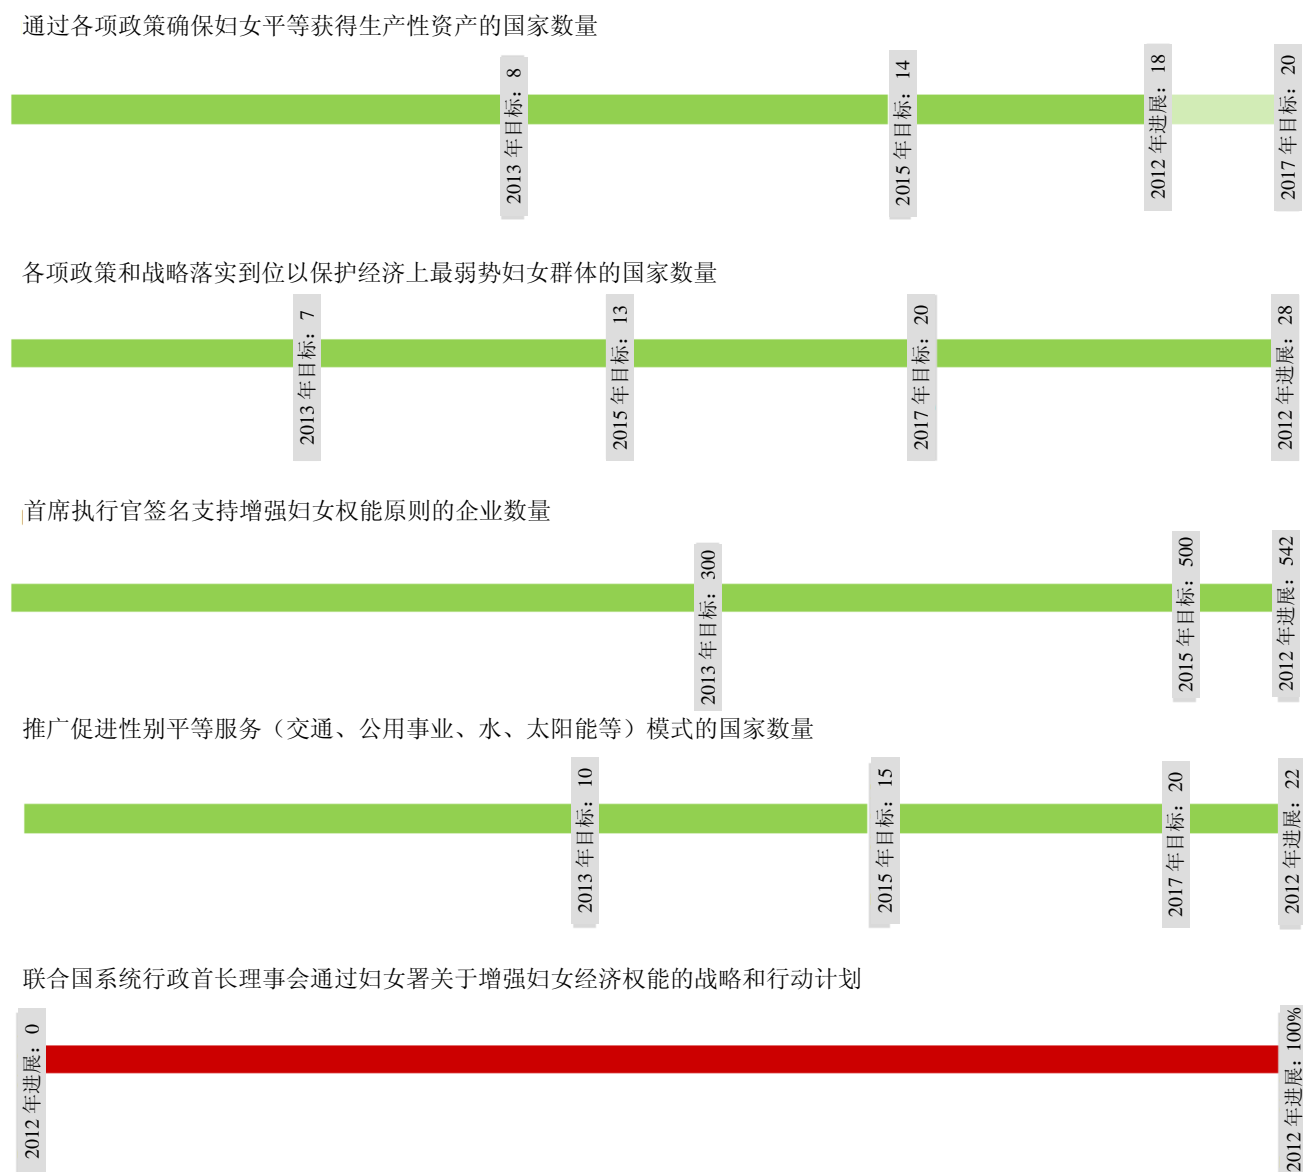 通过各项政策确保妇女平等获得生产性资产的国家数量
2013 年目标：8
2015 年目标：14
2012 年进展：18
2017 年目标：20
各项政策和战略落实到位以保护经济上最弱势妇女群体的国家数量
2013 年目标：7
2015 年目标：13
2017 年目标：20
2012 年进展：28
首席执行官签名支持增强妇女权能原则的企业数量
2013 年目标：300
2015 年目标：500
2012 年进展：542
推广促进性别平等服务（交通、公用事业、水、太阳能等）模式的国家数量
2013 年目标：10
2015 年目标：15
2017 年目标：20
2012 年进展：22
联合国系统行政首长理事会通过妇女署关于增强妇女经济权能的战略和行动计划
2012 年进展：0
2012 年进展：100%